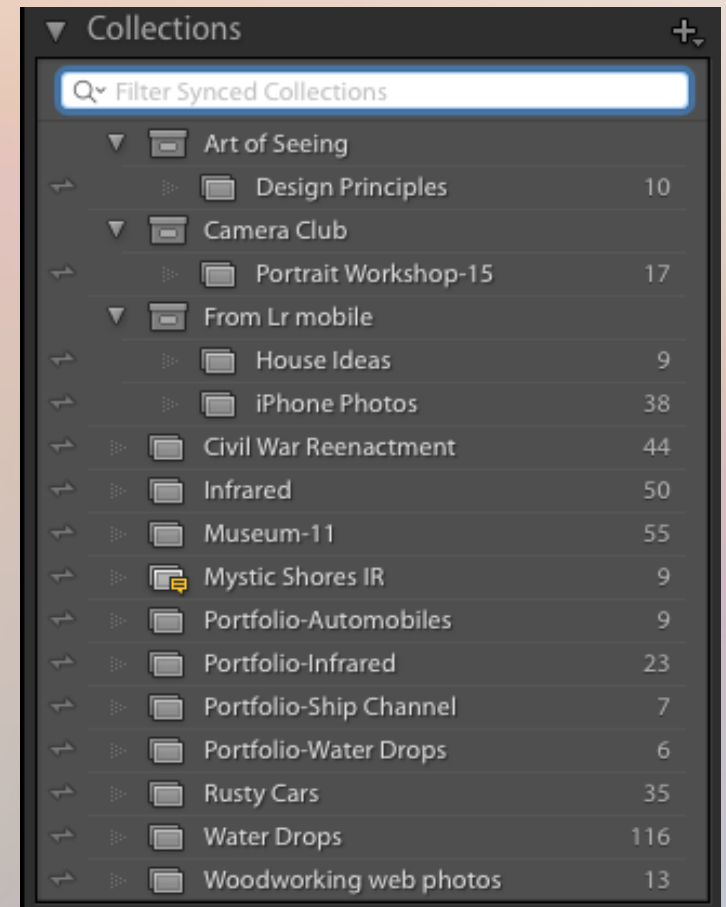 Collections
Filter Synced Collections
Art of Seeing
Design Principles 10
Camera Club
Portrait Workshop-15 17
From Lr mobile
House Ideas 9
iPhone Photos 38
Civil War Reenactment 44
Infrared 50
Museum-11 55
Mystic Shores IR 9
Portfolio-Automobiles 9
Portfolio-Infrared 23
Portfolio-Ship Channel 7
Portfolio-Water Drops 6
Rusty Cars 35
Water Drops 116
Woodworking web photos 13